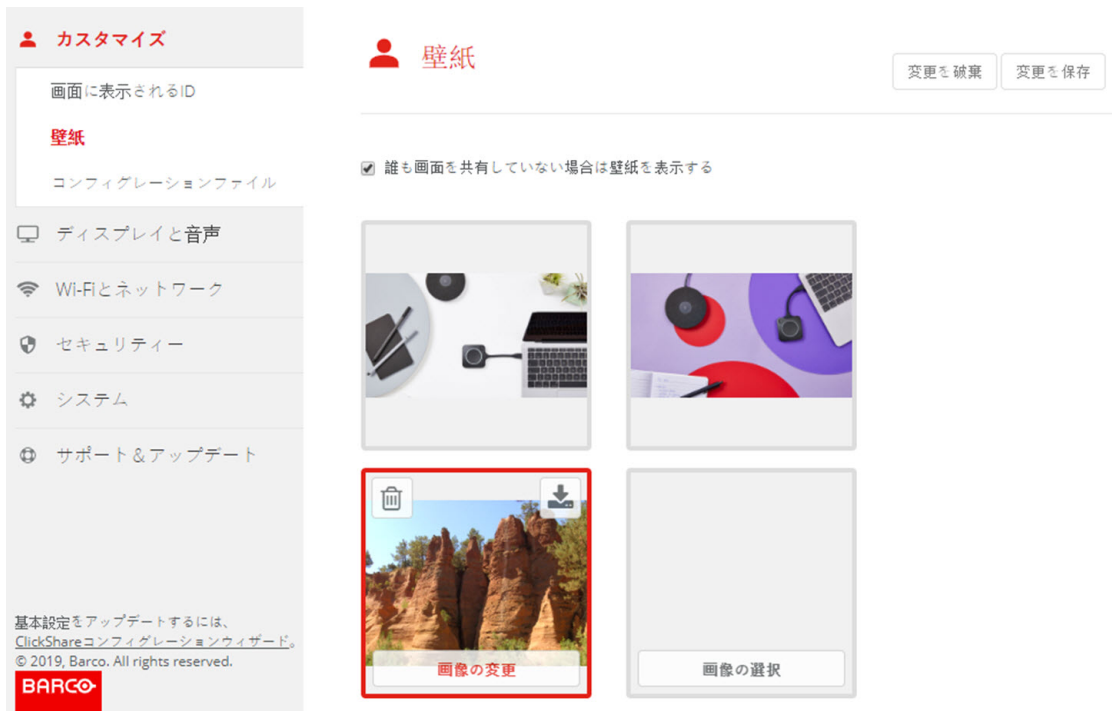 カスタマイズ
画面に表示されるID
壁紙
コンフィグレーションファイル
ディスプレイと音声
Wi-Fiとネットワーク
セキュリティー
システム
サポート＆アップデート
基本設定をアップデートするには、
ClickShareコンフィグレーションウィザード。
© 2019, Barco. All rights reserved.
BARCO
壁紙
変更を破棄
変更を保存
誰も画面を共有していない場合は壁紙を表示する
画像の変更
画像の選択